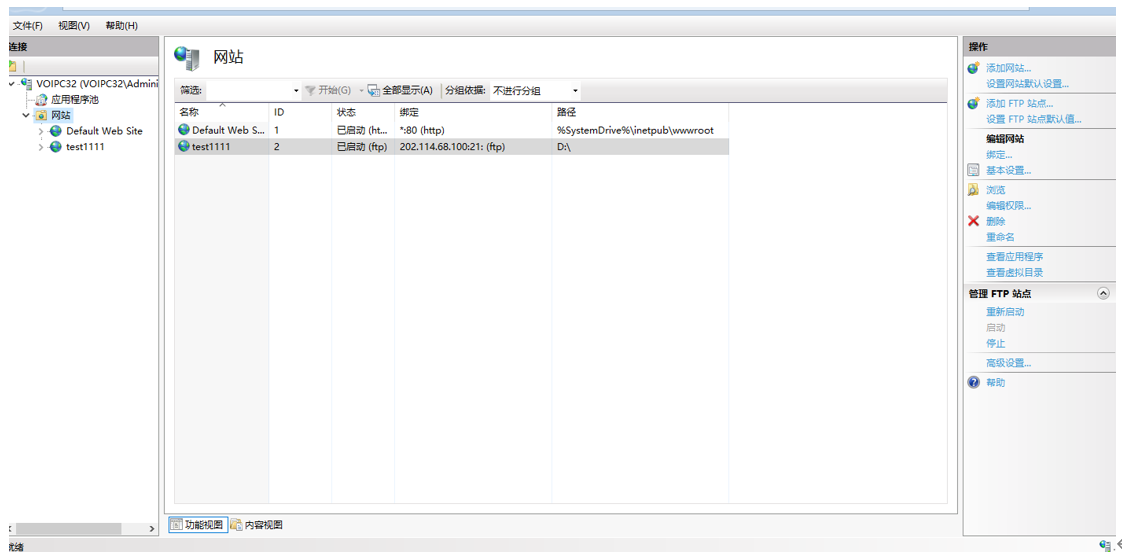 文件(F) 视图(V) 帮助(H)
连接
VOIPC32 (VOIPC32\Admini
应用程序池
网站
Default Web Site
test1111
网站
筛选: 开始(G) 全部显示(A) 分组依据: 不进行分组
名称 ID 状态 绑定 路径
Default Web S... 1 已启动 (ht... *:80 (http) %SystemDrive%\inetpub\wwwroot
test1111 2 已启动 (ftp) 202.114.68.100:21: (ftp) D:\
功能视图 内容视图
就绪
操作
添加网站...
设置网站默认设置...
添加 FTP 站点...
设置 FTP 站点默认值...
编辑网站
绑定...
基本设置...
浏览
编辑权限...
删除
重命名
查看应用程序
查看虚拟目录
管理 FTP 站点
重新启动
启动
停止
高级设置...
帮助